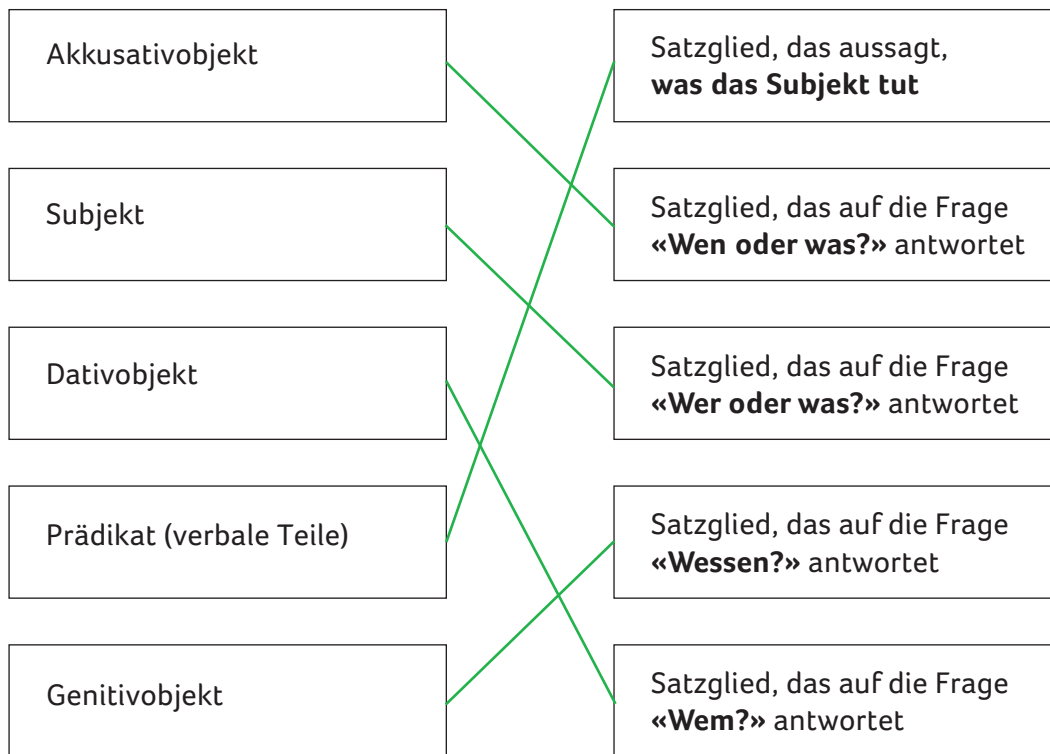 Akkusativobjekt
Satzglied, das aussagt,
was das Subjekt tut
Subjekt
Satzglied, das auf die Frage
«Wen oder was?» antwortet
Dativobjekt
Satzglied, das auf die Frage
«Wer oder was?» antwortet
Prädikat (verbale Teile)
Satzglied, das auf die Frage
«Wessen?» antwortet
Genitivobjekt
Satzglied, das auf die Frage
«Wem?» antwortet